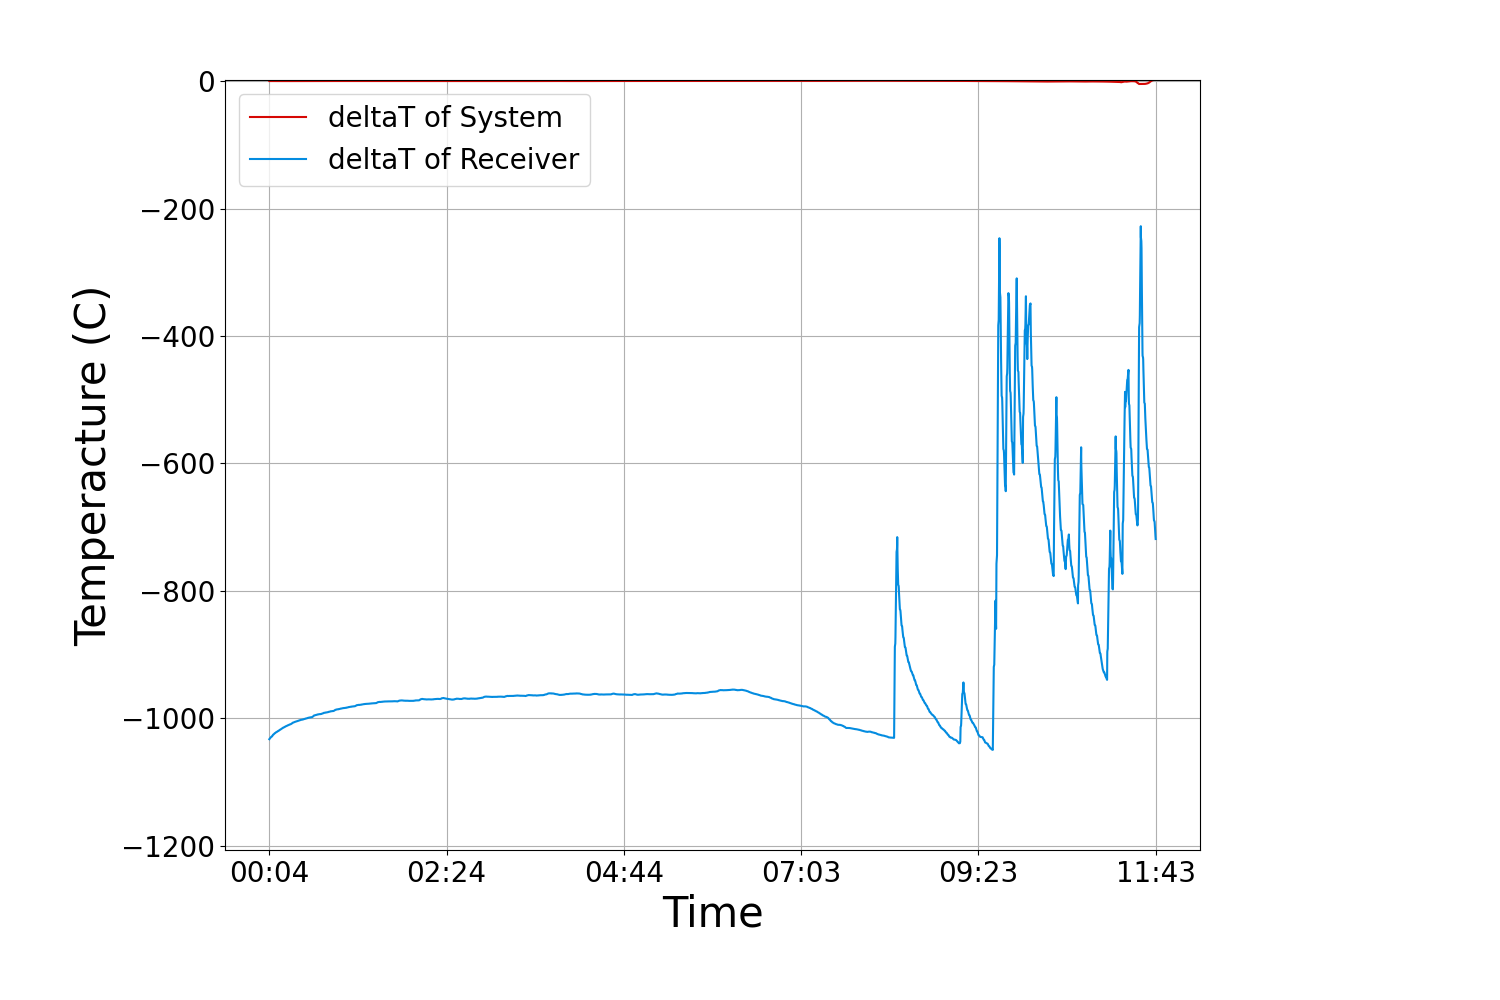 0
−200
−400
−600
−800
−1000
−1200
deltaT of System
deltaT of Receiver
Temperacture (C)
00:04 02:24 04:44 07:03 09:23 11:43
Time